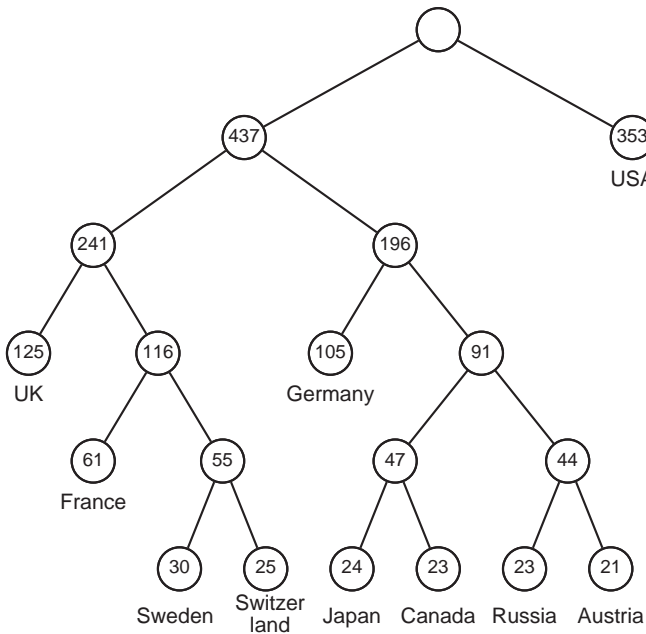 437
353
USA
241
196
125
116
105
91
UK
Germany
61
55
47
44
France
30
25
24
23
23
21
Sweden
Switzer
land
Japan
Canada
Russia
Austria